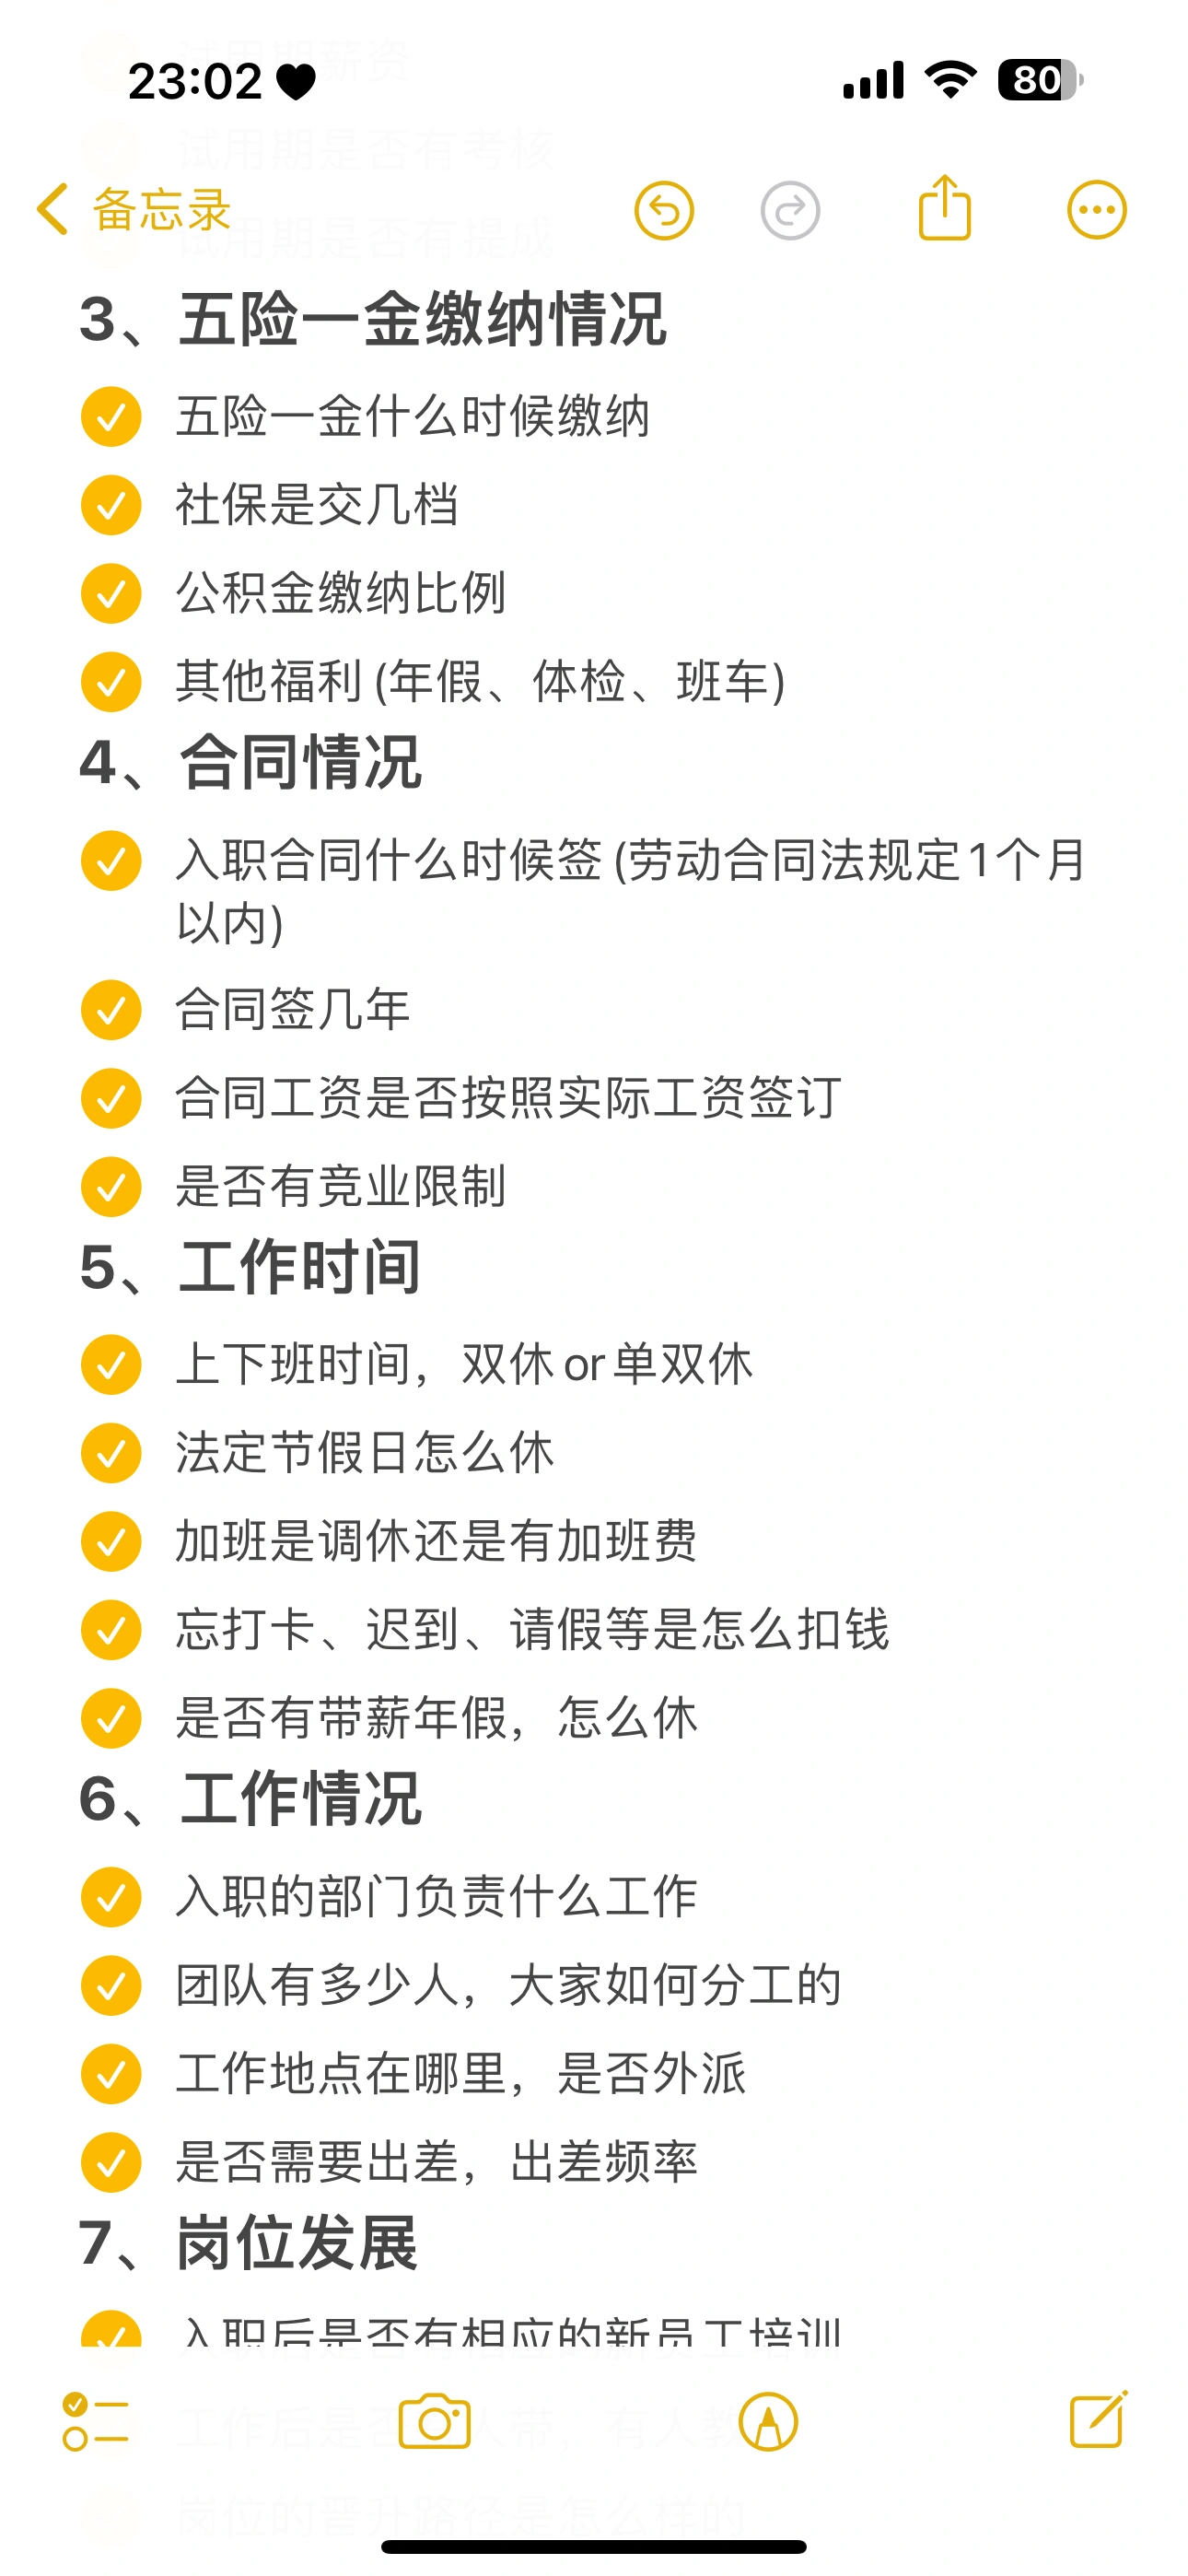 试用期薪资
23:02
80
试用期是否有考核
备忘录
试用期是否有提成
3、五险一金缴纳情况
五险一金什么时候缴纳
社保是交几档
公积金缴纳比例
其他福利(年假、体检、班车)
4、合同情况
入职合同什么时候签(劳动合同法规定1个月
以内)
合同签几年
合同工资是否按照实际工资签订
是否有竞业限制
5、工作时间
上下班时间，双休or单双休
法定节假日怎么休
加班是调休还是有加班费
忘打卡、迟到、请假等是怎么扣钱
是否有带薪年假，怎么休
6、工作情况
入职的部门负责什么工作
团队有多少人，大家如何分工的
工作地点在哪里，是否外派
是否需要出差，出差频率
7、岗位发展
入职后是否有相应的新员工培训
工作后是否 人带，有人教
岗位的晋升路径是怎么样的